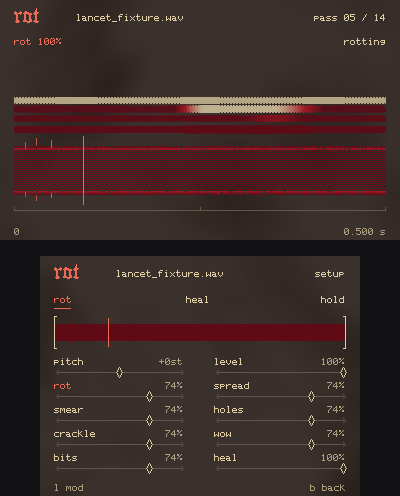 rot lancet_fixture.wav pass 05 / 14
rot 100% rotting
0 0.500 s
rot lancet_fixture.wav setup
rot heal hold
pitch +0st level 100%
rot 74% spread 74%
smear 74% holes 74%
crackle 74% wow 74%
bits 74% heal 100%
l mod b back